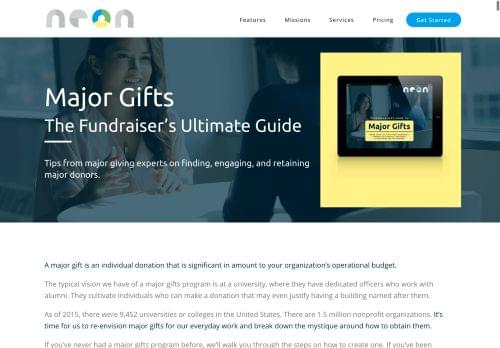 neon
Features Missions Services Pricing Get Started
Major Gifts
The Fundraiser's Ultimate Guide
Tips from major giving experts on finding, engaging, and retaining
major donors.
neon
Major Gifts
A major gift is an individual donation that is significant in amount to your organization's operational budget.
The typical vision we have of a major gifts program is at a university, where they have dedicated officers who work with
alumni. They cultivate individuals who can make a donation that may even justify having a building named after them.
As of 2015, there were 9,452 universities or colleges in the United States. There are 1.5 million nonprofit organizations. It's
time for us to re-envision major gifts for our everyday work and break down the mystique around how to obtain them.
If you've never had a major gifts program before, we'll walk you through the steps on how to create one. If you've been